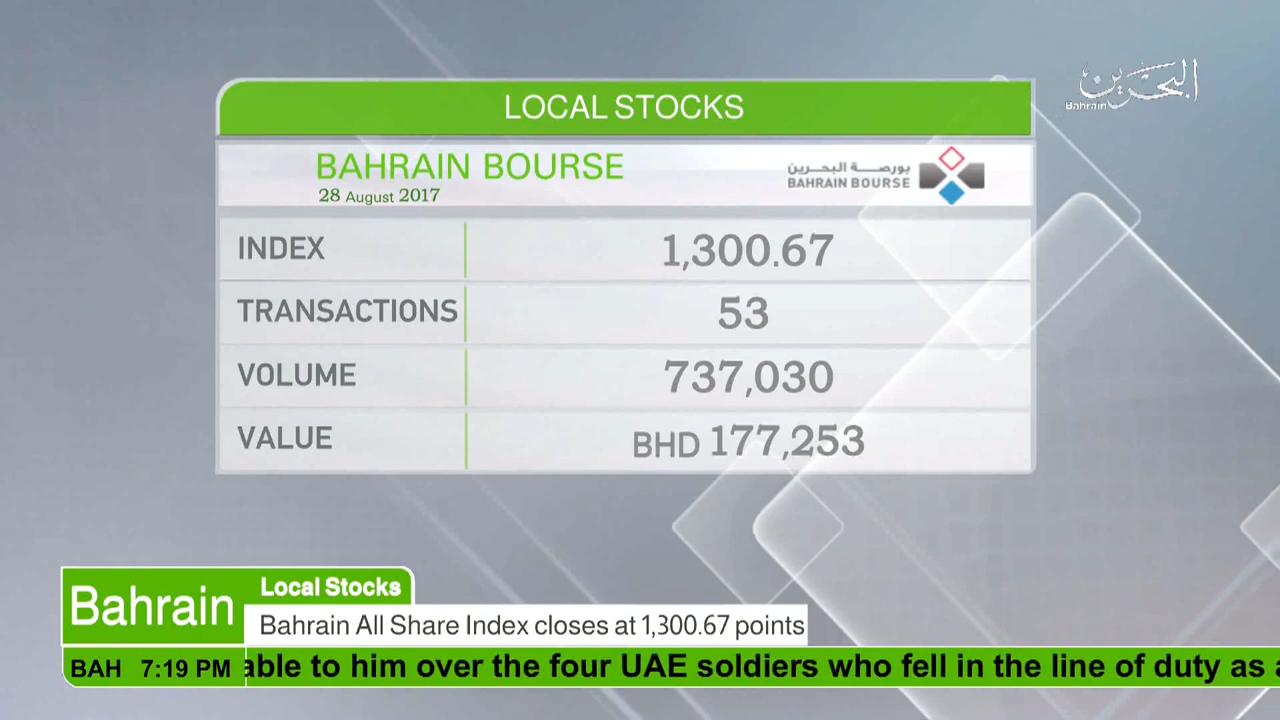 LOCAL STOCKS
البحرين
Bahrain
BAHRAIN BOURSE
28 August 2017
بورصة البحرين
BAHRAIN BOURSE
INDEX 1,300.67
TRANSACTIONS 53
VOLUME 737,030
VALUE BHD 177,253
Bahrain
Local Stocks
Bahrain All Share Index closes at 1,300.67 points
BAH 7:19 PM
able to him over the four UAE soldiers who fell in the line of duty as a